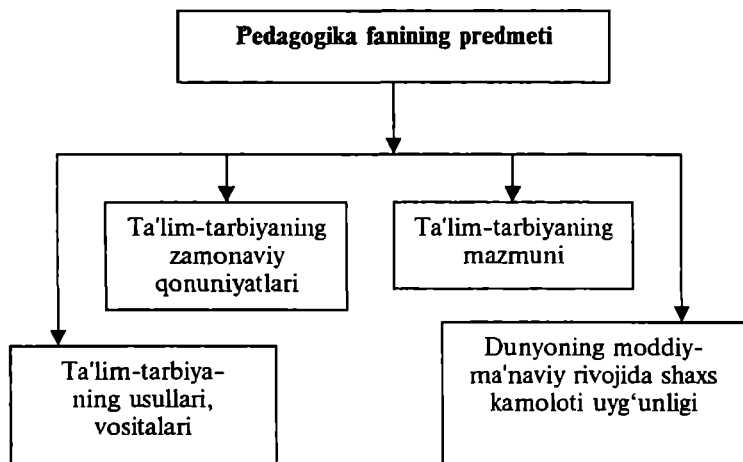 Pedagogika fanining predmeti
Ta'lim-tarbiyaning
zamonaviy
qonuniyatlari
Ta'lim-tarbiyaning
mazmuni
Ta'lim-tarbiya-
ning usullari,
vositalari
Dunyoning moddiy-
ma'naviy rivojida shaxs
kamoloti uyg‘unligi